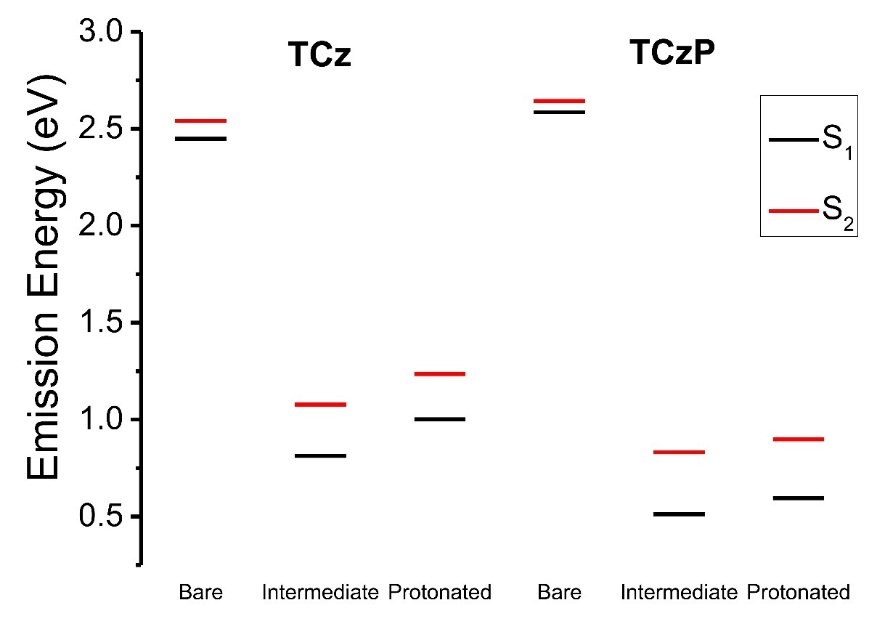 TCz
TCzP
Emission Energy (eV)
3.0
2.5
2.0
1.5
1.0
0.5
S1
S2
Bare
Intermediate
Protonated
Bare
Intermediate
Protonated